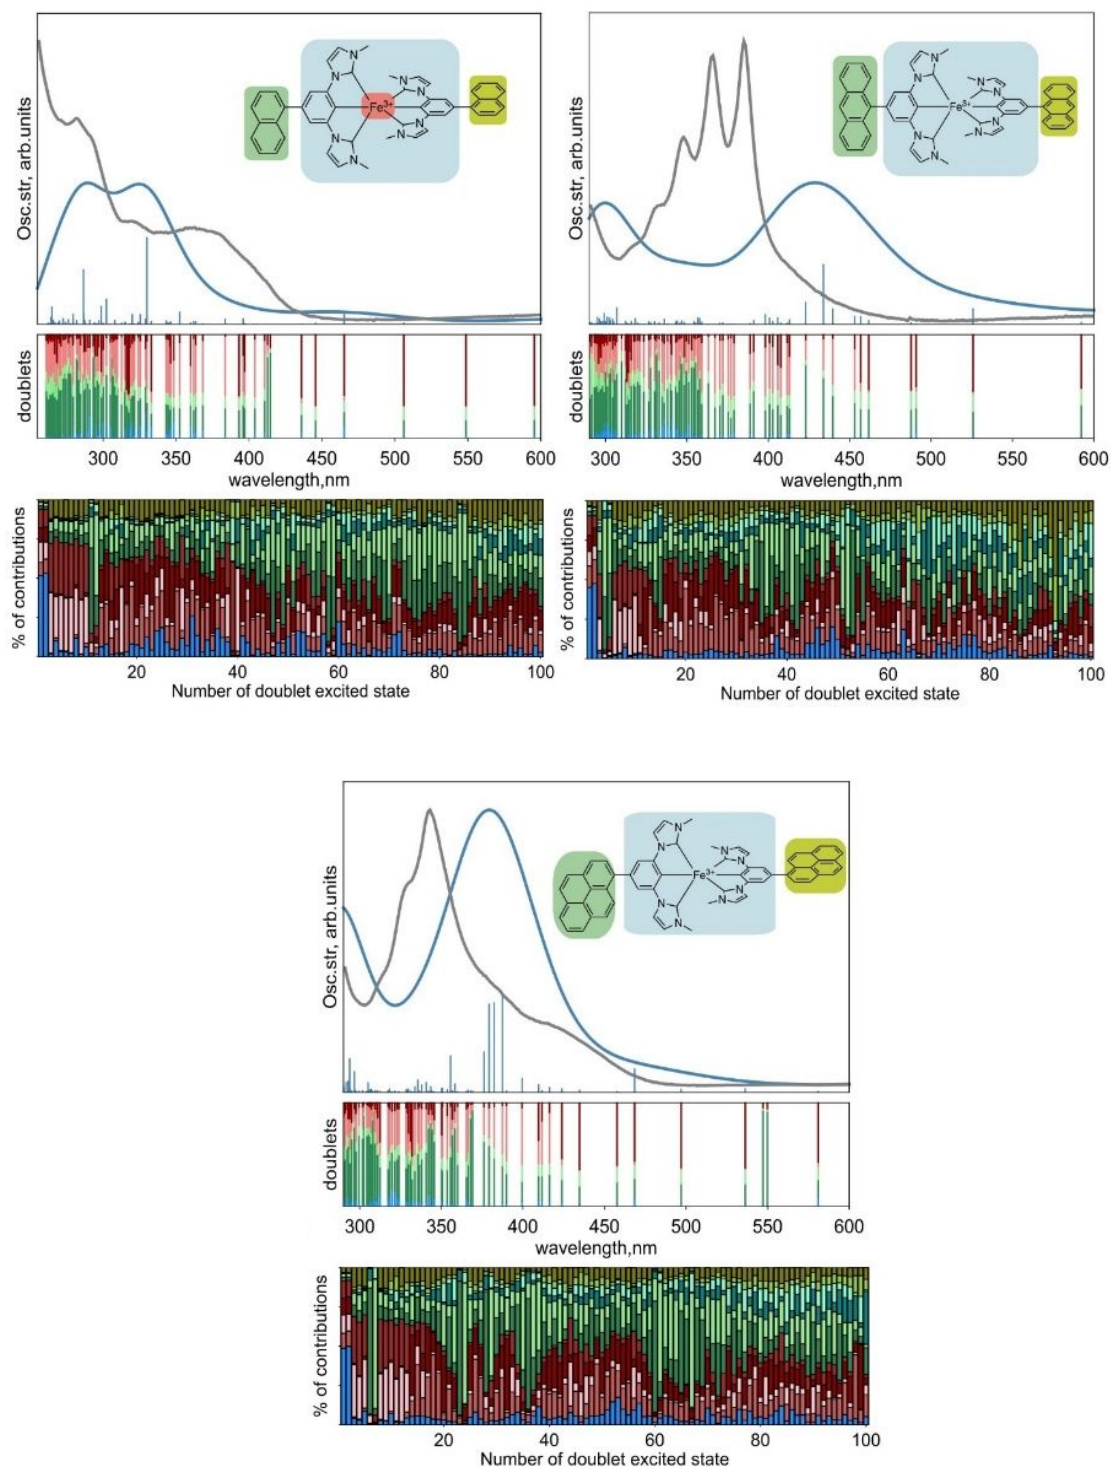 Osc.str, arb.units
N
N
N
N
Fe3+
N
N
N
N
doublets
300 350 400 450 500 550 600
wavelength,nm
% of contributions
20 40 60 80 100
Number of doublet excited state
Osc.str, arb.units
N
N
N
N
Fe3+
N
N
N
N
doublets
300 350 400 450 500 550 600
wavelength,nm
% of contributions
20 40 60 80 100
Number of doublet excited state
Osc.str, arb.units
N
N
N
N
Fe3+
N
N
N
N
doublets
300 350 400 450 500 550 600
wavelength,nm
% of contributions
20 40 60 80 100
Number of doublet excited state